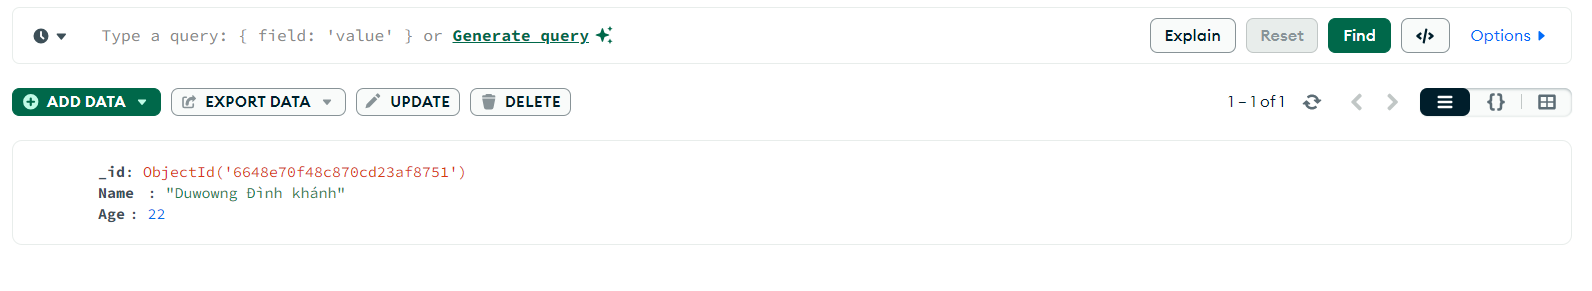 Type a query: { field: 'value' } or Generate query
Explain
Reset
Find
</>
Options
ADD DATA
EXPORT DATA
UPDATE
DELETE
1 – 1 of 1
{}
_id: ObjectId('6648e70f48c870cd23af8751')
Name : "Duwowng Đình khánh"
Age : 22